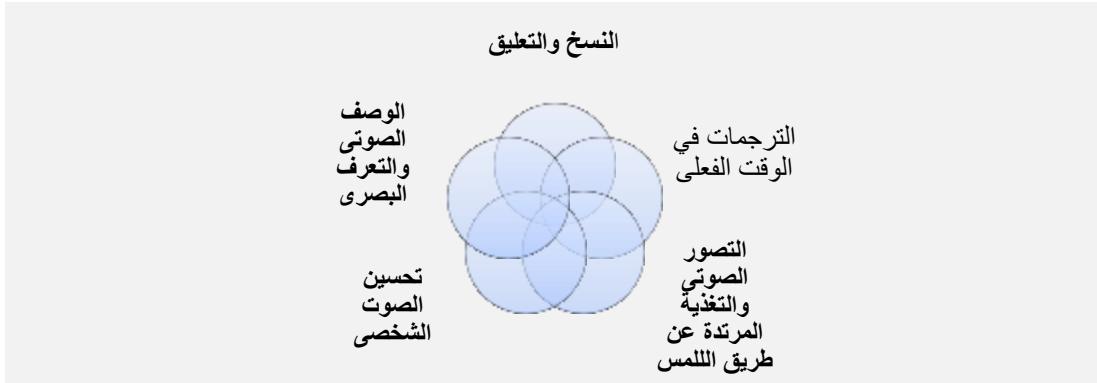 النسخ والتعليق
الترجمات في
الوقت الفعلى
الوصف
الصوتى
والتعرف
البصرى
التصور
الصوتي
والتغذية
المرتدة عن
طريق الللمس
تحسين
الصوت
الشخصى